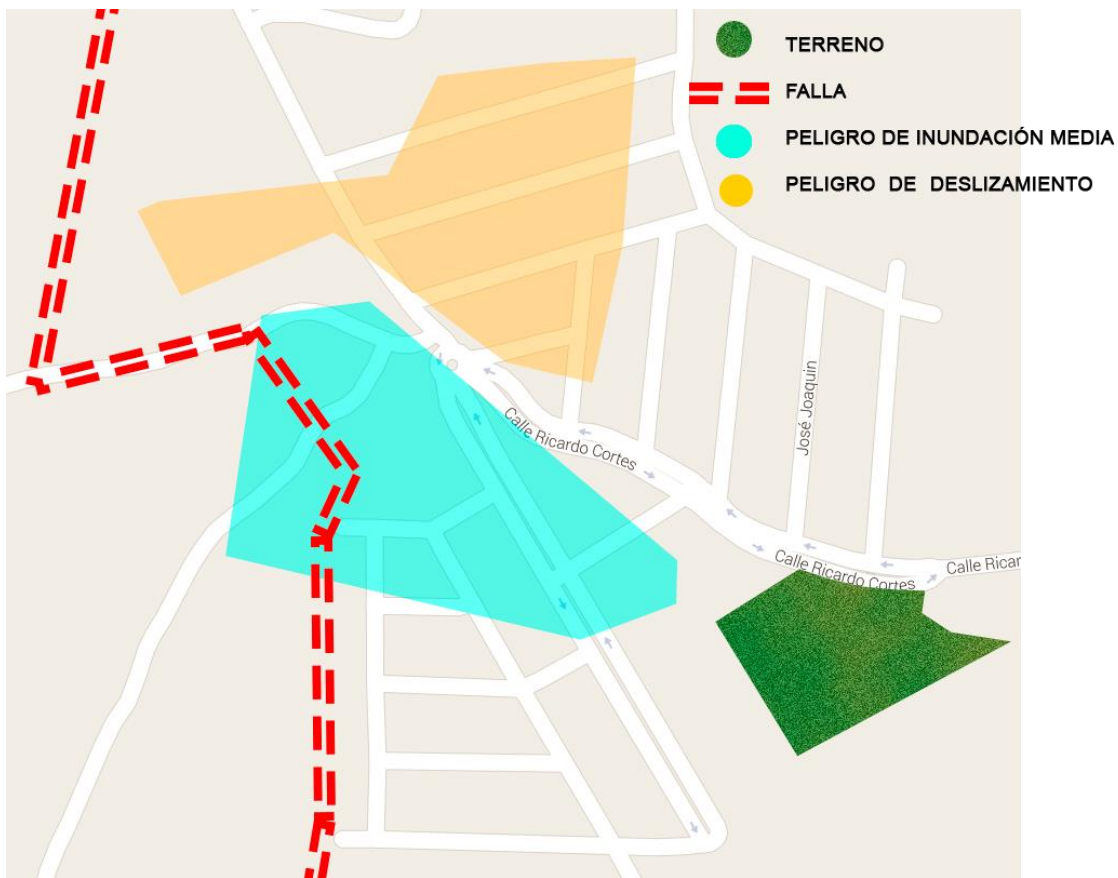 TERRENO
FALLA
PELIGRO DE INUNDACIÓN MEDIA
PELIGRO DE DESLIZAMIENTO
José Joaquin
Calle Ricardo Cortes
Calle Ricardo Cortes
Calle Ricar